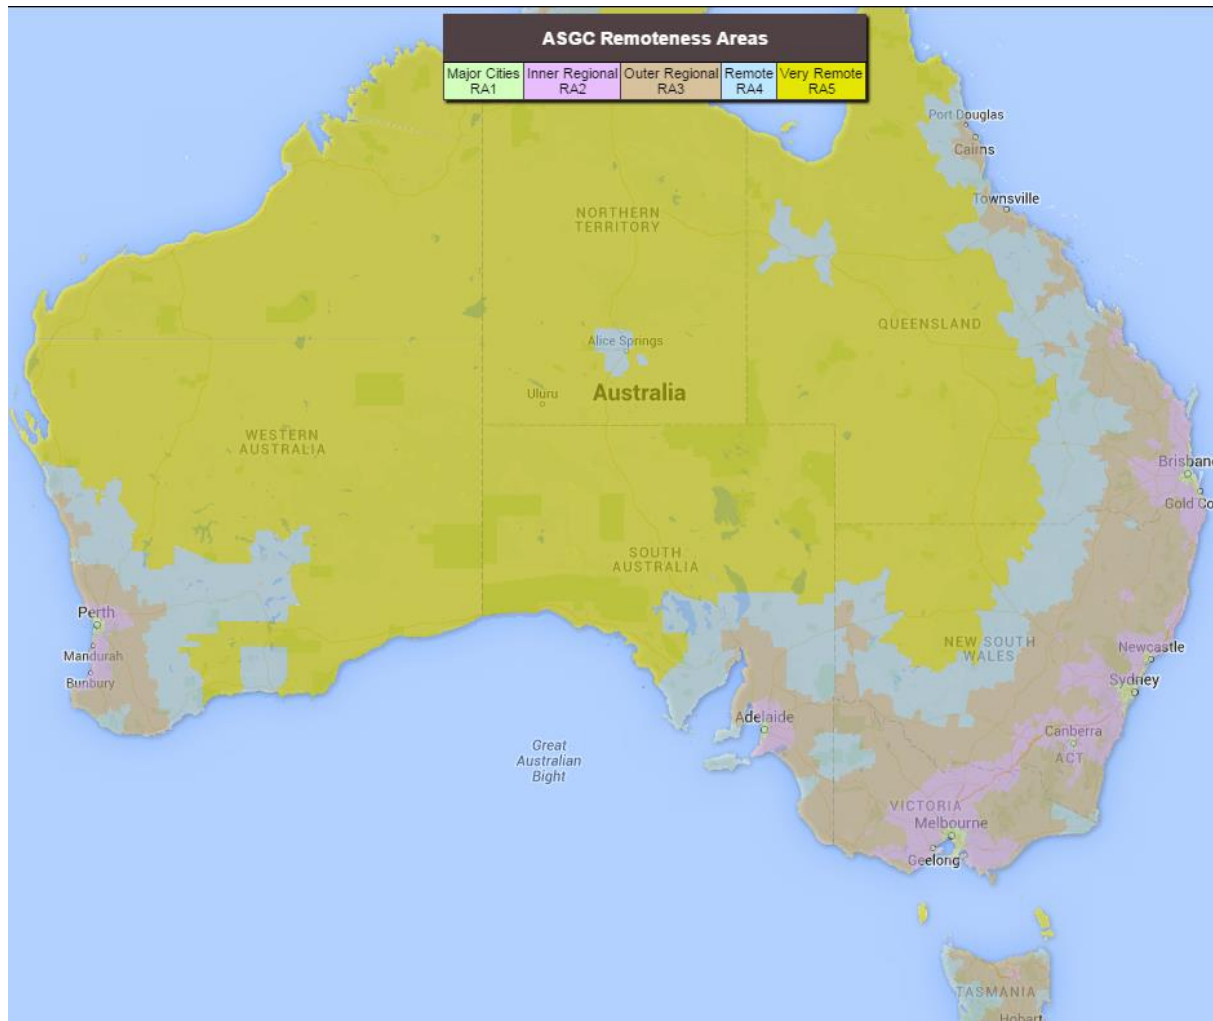 ASGC Remoteness Areas
Major Cities Inner Regional Outer Regional Remote Very Remote
RA1 RA2 RA3 RA4 RA5
Port Douglas
Cairns
Townsville
NORTHERN
TERRITORY
QUEENSLAND
Alice Springs
Uluru
Australia
WESTERN
AUSTRALIA
Brisban
Gold Co
SOUTH
AUSTRALIA
Perth
Mandurah
Bunbury
NEW SOUTH
WALES
Newcastle
Sydney
Adelaide
Canberra
ACT
Great
Australian
Bight
VICTORIA
Melbourne
Geelong
TASMANIA
Hobart